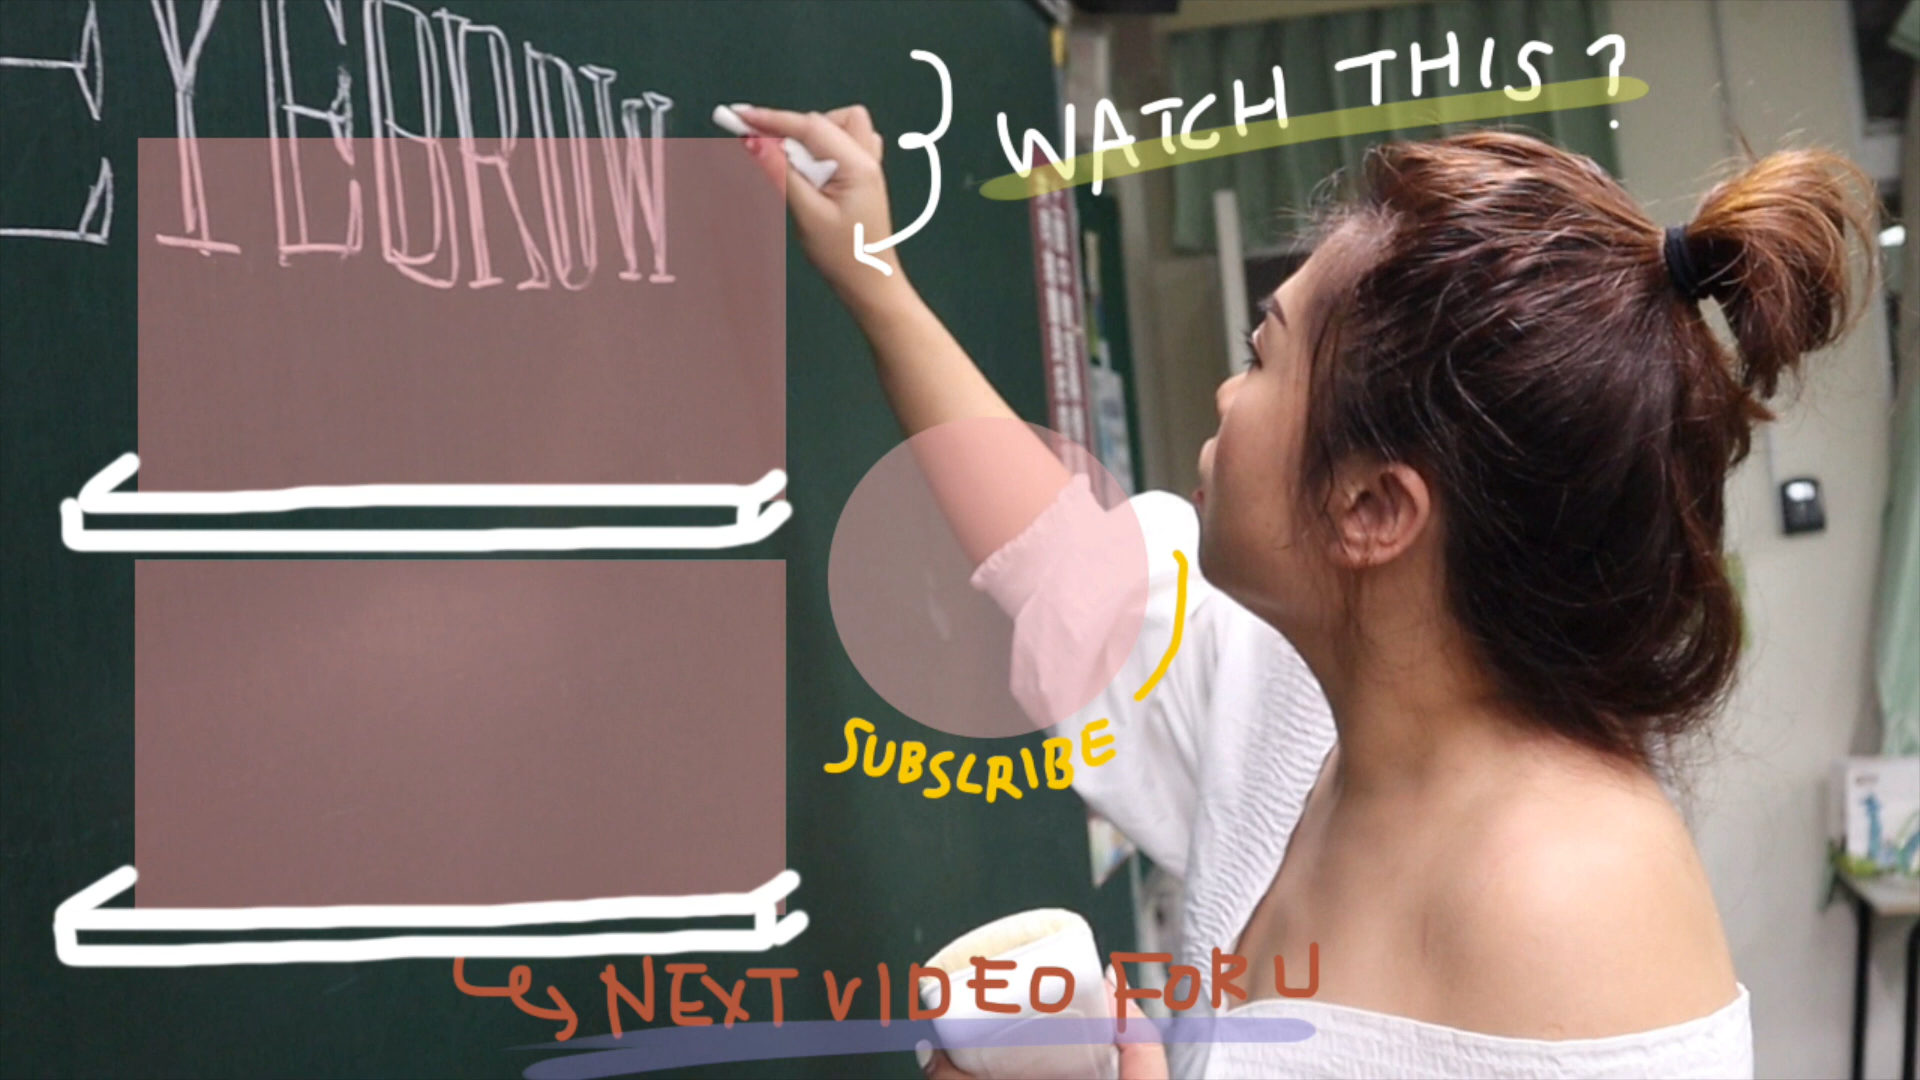 EYEBROW
WATCH THIS?
SUBSCRIBE
NEXT VIDEO FOR U